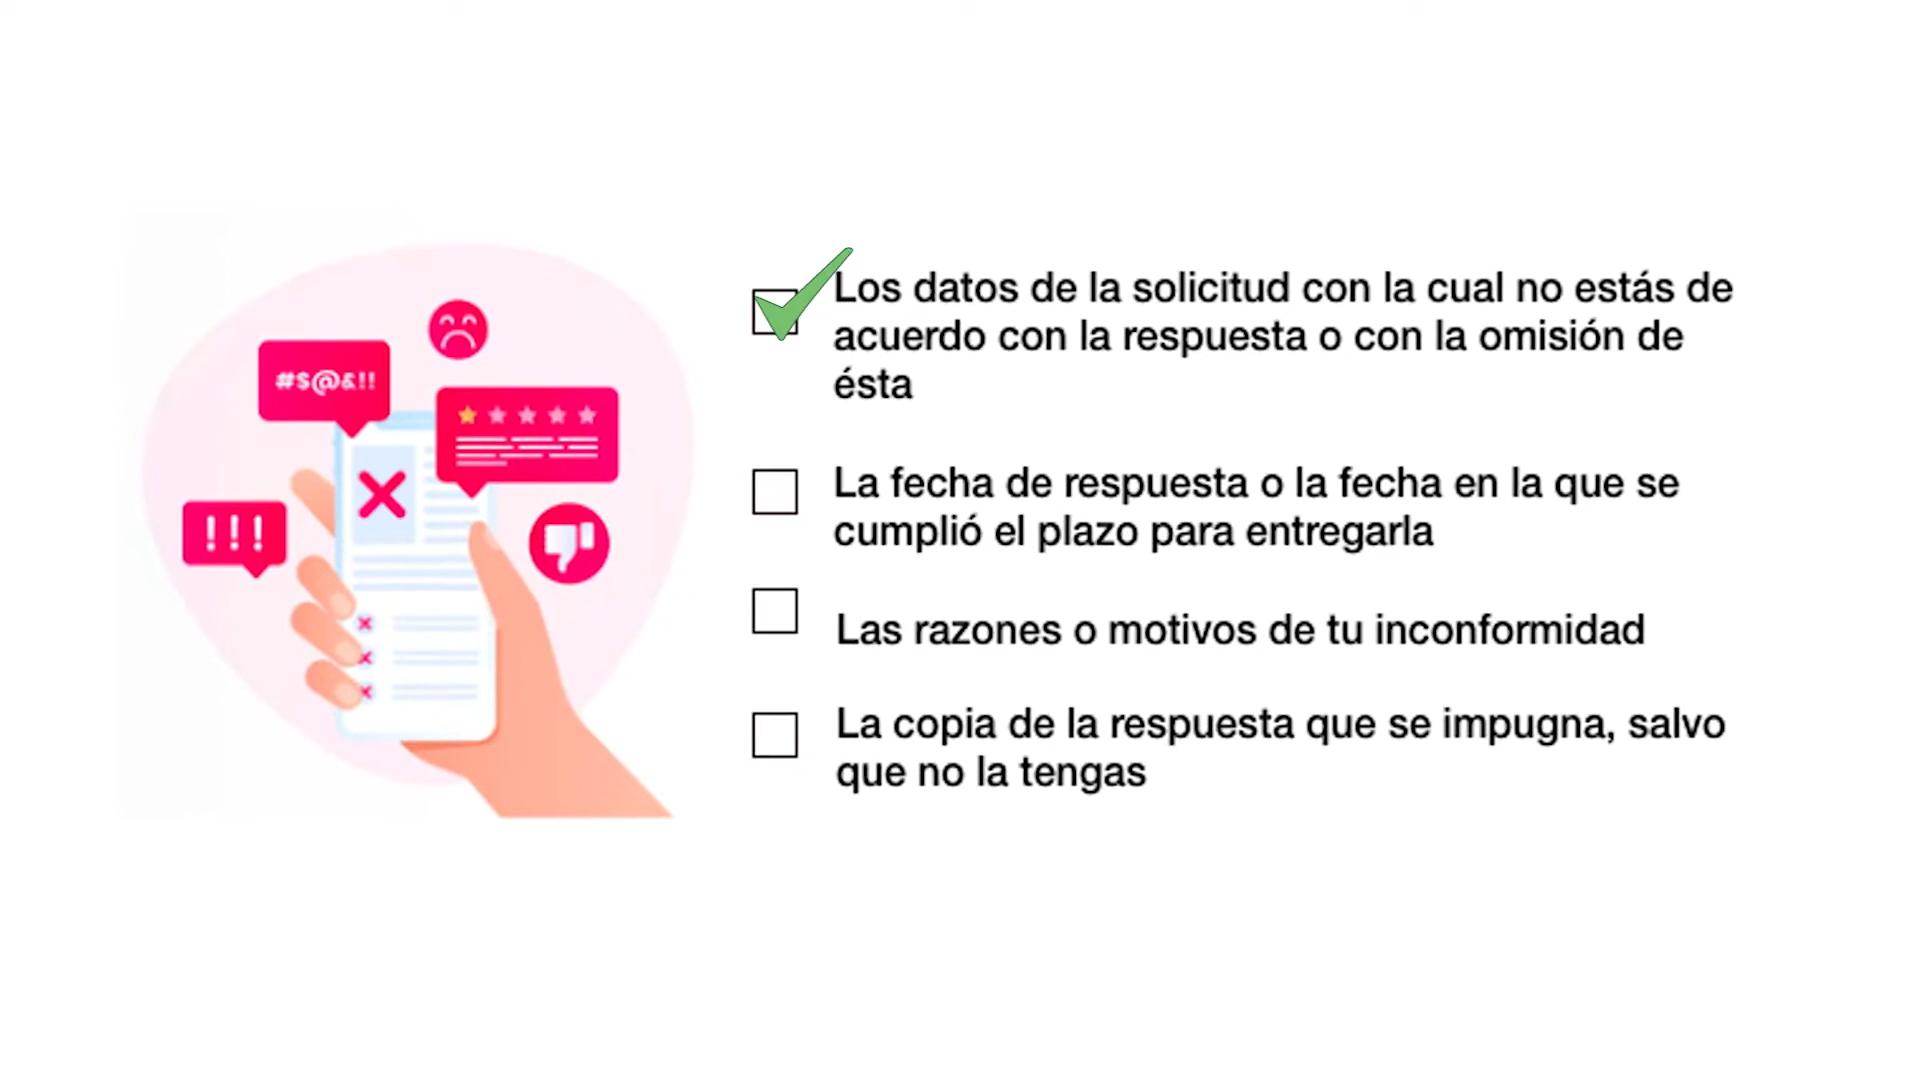 #$@&!!
!!!
Los datos de la solicitud con la cual no estás de
acuerdo con la respuesta o con la omisión de
ésta
La fecha de respuesta o la fecha en la que se
cumplió el plazo para entregarla
Las razones o motivos de tu inconformidad
La copia de la respuesta que se impugna, salvo
que no la tengas